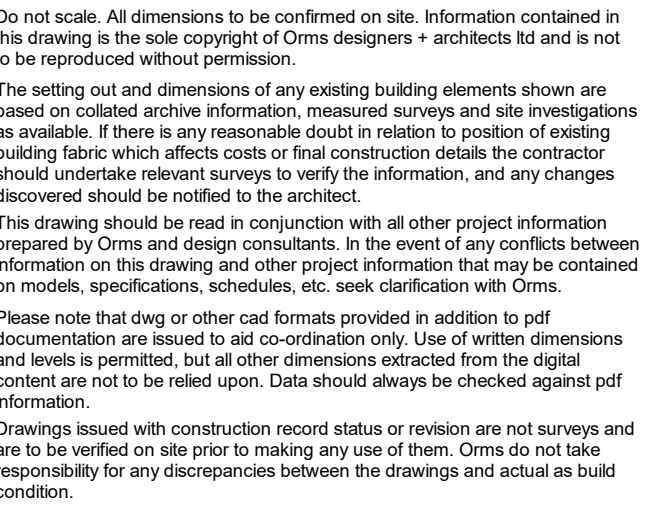 Do not scale. All dimensions to be confirmed on site. Information contained in
this drawing is the sole copyright of Orms designers + architects ltd and is not
to be reproduced without permission.
The setting out and dimensions of any existing building elements shown are
based on collated archive information, measured surveys and site investigations
as available. If there is any reasonable doubt in relation to position of existing
building fabric which affects costs or final construction details the contractor
should undertake relevant surveys to verify the information, and any changes
discovered should be notified to the architect.
This drawing should be read in conjunction with all other project information
prepared by Orms and design consultants. In the event of any conflicts between
information on this drawing and other project information that may be contained
on models, specifications, schedules, etc. seek clarification with Orms.
Please note that dwg or other cad formats provided in addition to pdf
documentation are issued to aid co-ordination only. Use of written dimensions
and levels is permitted, but all other dimensions extracted from the digital
content are not to be relied upon. Data should always be checked against pdf
information.
Drawings issued with construction record status or revision are not surveys and
are to be verified on site prior to making any use of them. Orms do not take
responsibility for any discrepancies between the drawings and actual as build
condition.